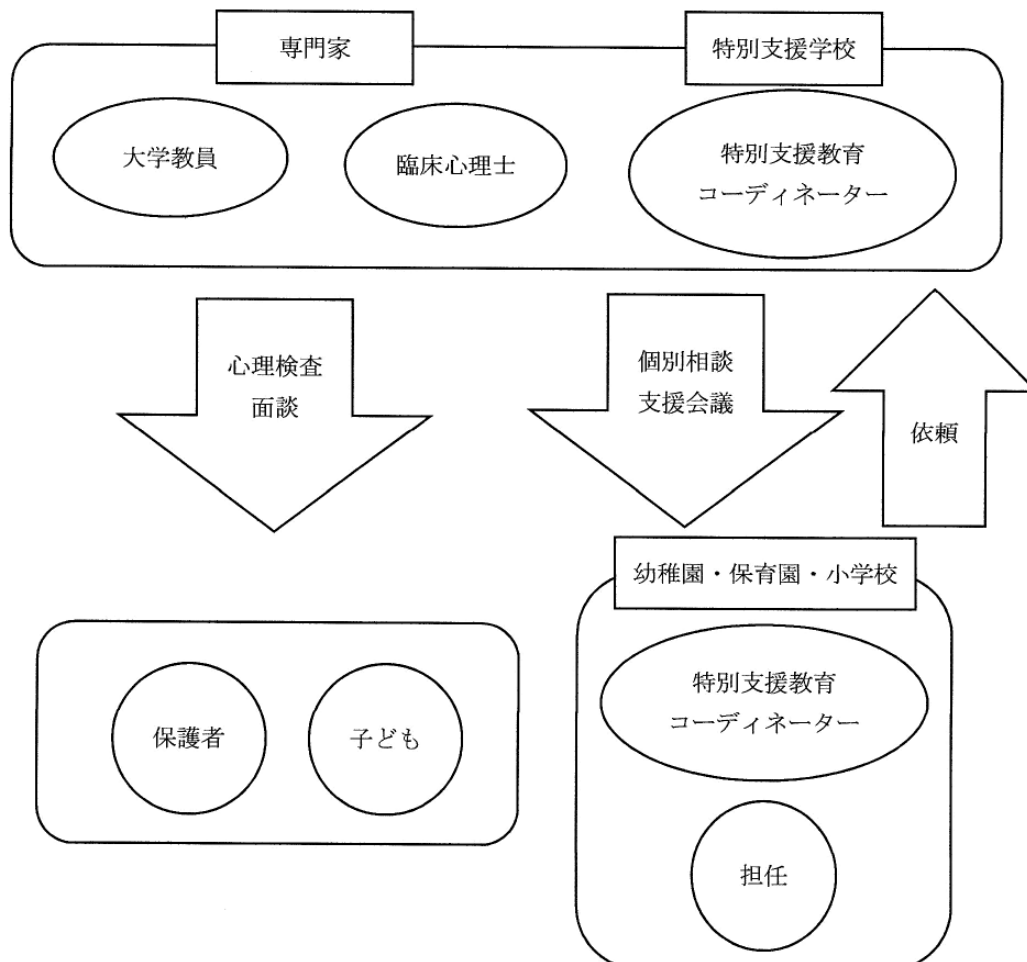 専門家
特別支援学校
大学教員
臨床心理士
特別支援教育
コーディネーター
心理検査
面談
個別相談
支援会議
依頼
幼稚園・保育園・小学校
保護者
子ども
特別支援教育
コーディネーター
担任